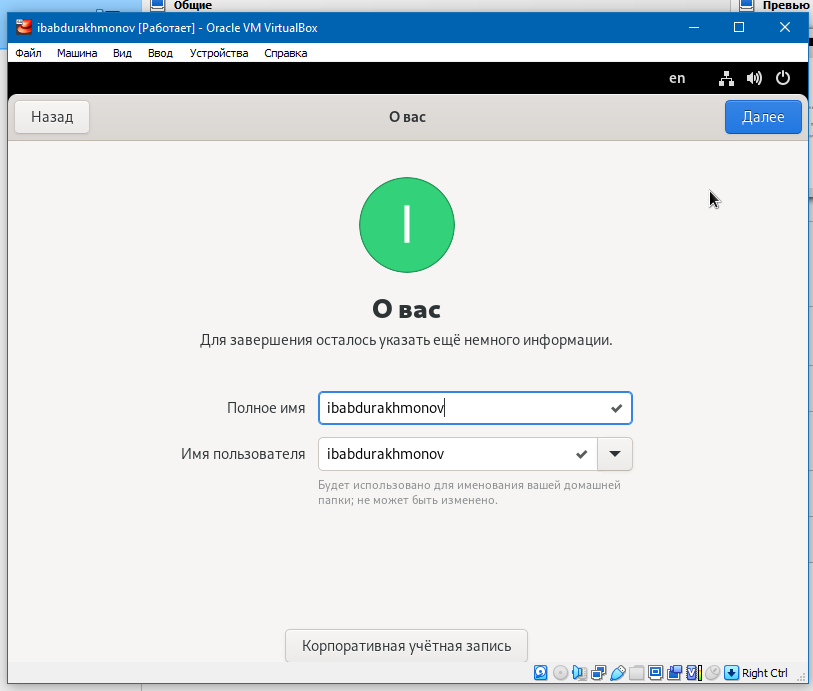 Общие
Превью
ibabdurakhmonov [Работает] - Oracle VM VirtualBox
Файл Машина Вид Ввод Устройства Справка
en
Назад
О вас
Далее
I
О вас
Для завершения осталось указать ещё немного информации.
Полное имя
ibabdurakhmonov
Имя пользователя
ibabdurakhmonov
Будет использовано для именования вашей домашней
папки; не может быть изменено.
Корпоративная учётная запись
Right Ctrl